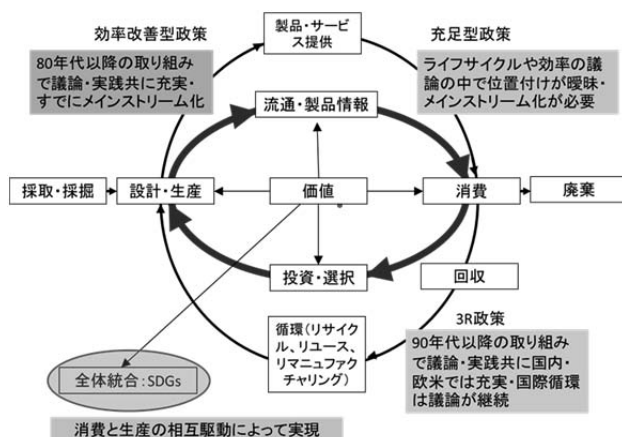 効率改善型政策
製品・サービ
ス提供
充足型政策
80年代以降の取り組み
で議論・実践共に充実・
すでにメインストリーム化
ライフサイクルや効率の議
論の中で位置付けが曖昧・
メインストリーム化が必要
流通・製品情報
採取・採掘
設計・生産
価値
消費
廃棄
投資・選択
回収
循環(リサイク
ル、リユース、
リマニュファク
チャリング)
3R政策
90年代以降の取り組み
で議論・実践共に国内・
欧米では充実・国際循環
は議論が継続
全体統合:SDGs
消費と生産の相互駆動によって実現